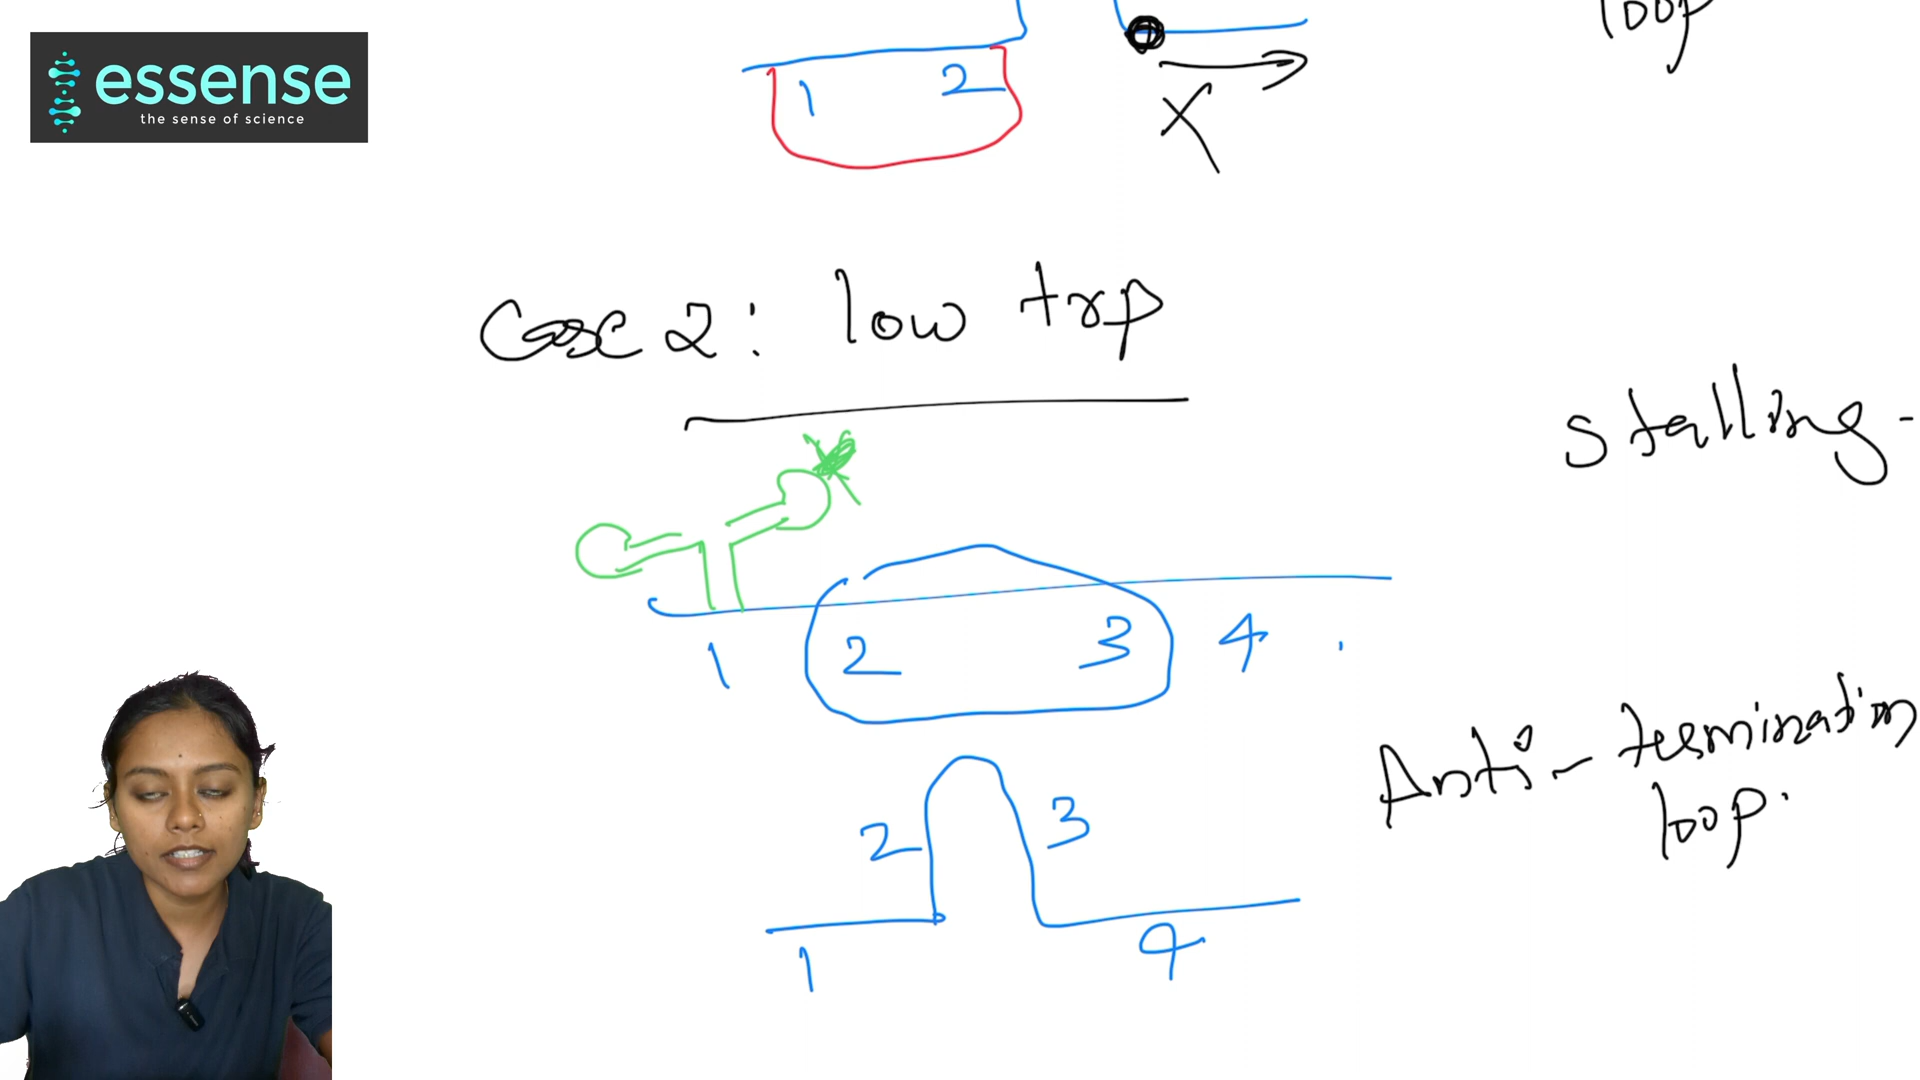 essense
the sense of science
loop
1 2
X
Case 2: low trp
stalling -
1 2 3 4 .
Anti-termination
loop.
2 3
1 4